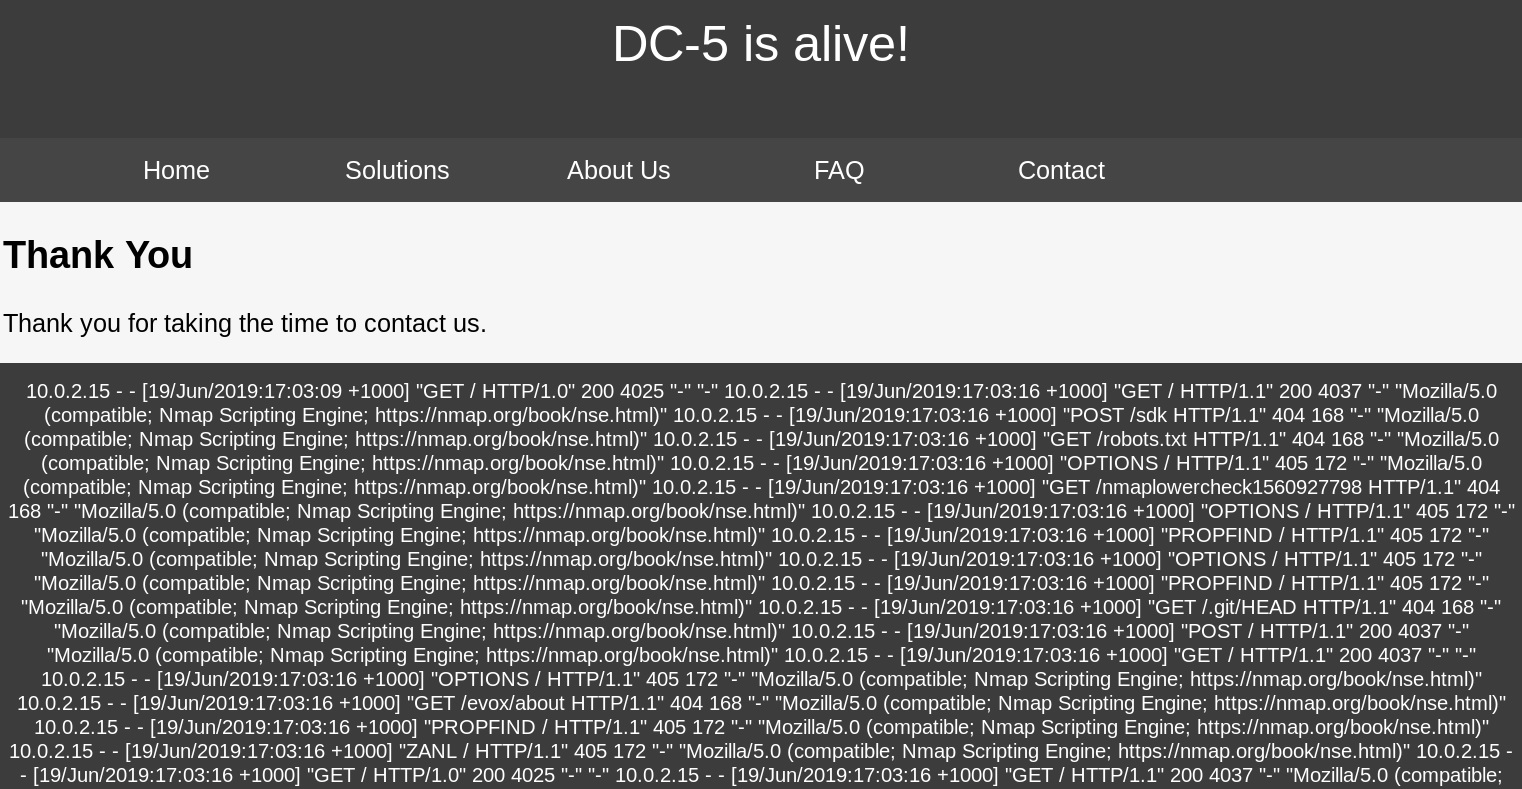 DC-5 is alive!
Home Solutions About Us FAQ Contact
Thank You
Thank you for taking the time to contact us.
10.0.2.15 - - [19/Jun/2019:17:03:09 +1000] "GET / HTTP/1.0" 200 4025 "-" "-" 10.0.2.15 - - [19/Jun/2019:17:03:16 +1000] "GET / HTTP/1.1" 200 4037 "-" "Mozilla/5.0
(compatible; Nmap Scripting Engine; https://nmap.org/book/nse.html)" 10.0.2.15 - - [19/Jun/2019:17:03:16 +1000] "POST /sdk HTTP/1.1" 404 168 "-" "Mozilla/5.0
(compatible; Nmap Scripting Engine; https://nmap.org/book/nse.html)" 10.0.2.15 - - [19/Jun/2019:17:03:16 +1000] "GET /robots.txt HTTP/1.1" 404 168 "-" "Mozilla/5.0
(compatible; Nmap Scripting Engine; https://nmap.org/book/nse.html)" 10.0.2.15 - - [19/Jun/2019:17:03:16 +1000] "OPTIONS / HTTP/1.1" 405 172 "-" "Mozilla/5.0
(compatible; Nmap Scripting Engine; https://nmap.org/book/nse.html)" 10.0.2.15 - - [19/Jun/2019:17:03:16 +1000] "GET /nmaplowercheck1560927798 HTTP/1.1" 404
168 "-" "Mozilla/5.0 (compatible; Nmap Scripting Engine; https://nmap.org/book/nse.html)" 10.0.2.15 - - [19/Jun/2019:17:03:16 +1000] "OPTIONS / HTTP/1.1" 405 172 "-"
"Mozilla/5.0 (compatible; Nmap Scripting Engine; https://nmap.org/book/nse.html)" 10.0.2.15 - - [19/Jun/2019:17:03:16 +1000] "PROPFIND / HTTP/1.1" 405 172 "-"
"Mozilla/5.0 (compatible; Nmap Scripting Engine; https://nmap.org/book/nse.html)" 10.0.2.15 - - [19/Jun/2019:17:03:16 +1000] "OPTIONS / HTTP/1.1" 405 172 "-"
"Mozilla/5.0 (compatible; Nmap Scripting Engine; https://nmap.org/book/nse.html)" 10.0.2.15 - - [19/Jun/2019:17:03:16 +1000] "PROPFIND / HTTP/1.1" 405 172 "-"
"Mozilla/5.0 (compatible; Nmap Scripting Engine; https://nmap.org/book/nse.html)" 10.0.2.15 - - [19/Jun/2019:17:03:16 +1000] "GET /.git/HEAD HTTP/1.1" 404 168 "-"
"Mozilla/5.0 (compatible; Nmap Scripting Engine; https://nmap.org/book/nse.html)" 10.0.2.15 - - [19/Jun/2019:17:03:16 +1000] "POST / HTTP/1.1" 200 4037 "-"
"Mozilla/5.0 (compatible; Nmap Scripting Engine; https://nmap.org/book/nse.html)" 10.0.2.15 - - [19/Jun/2019:17:03:16 +1000] "GET / HTTP/1.1" 200 4037 "-" "-"
10.0.2.15 - - [19/Jun/2019:17:03:16 +1000] "OPTIONS / HTTP/1.1" 405 172 "-" "Mozilla/5.0 (compatible; Nmap Scripting Engine; https://nmap.org/book/nse.html)"
10.0.2.15 - - [19/Jun/2019:17:03:16 +1000] "GET /evox/about HTTP/1.1" 404 168 "-" "Mozilla/5.0 (compatible; Nmap Scripting Engine; https://nmap.org/book/nse.html)"
10.0.2.15 - - [19/Jun/2019:17:03:16 +1000] "PROPFIND / HTTP/1.1" 405 172 "-" "Mozilla/5.0 (compatible; Nmap Scripting Engine; https://nmap.org/book/nse.html)"
10.0.2.15 - - [19/Jun/2019:17:03:16 +1000] "ZANL / HTTP/1.1" 405 172 "-" "Mozilla/5.0 (compatible; Nmap Scripting Engine; https://nmap.org/book/nse.html)" 10.0.2.15 -
- [19/Jun/2019:17:03:16 +1000] "GET / HTTP/1.0" 200 4025 "-" "-" 10.0.2.15 - - [19/Jun/2019:17:03:16 +1000] "GET / HTTP/1.1" 200 4037 "-" "Mozilla/5.0 (compatible;